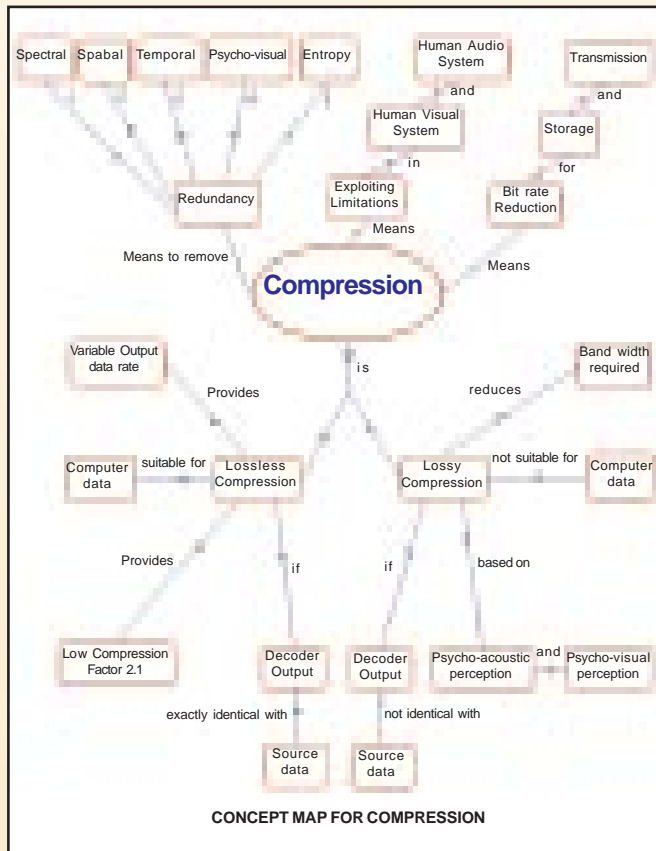 Spectral Spabal Temporal Psycho-visual Entropy
Human Audio
System
Transmission
and
and
Human Visual
System
Storage
in
for
Redundancy
Exploiting
Limitations
Bit rate
Reduction
Means to remove
Means
Means
Compression
is
Variable Output
data rate
Provides
reduces
Band width
required
Computer
data
suitable for
Lossless
Compression
Lossy
Compression
not suitable for
Computer
data
Provides
if
if
based on
Low Compression
Factor 2.1
Decoder
Output
Decoder
Output
Psycho-acoustic
perception
and
Psycho-visual
perception
exactly identical with
not identical with
Source
data
Source
data
CONCEPT MAP FOR COMPRESSION